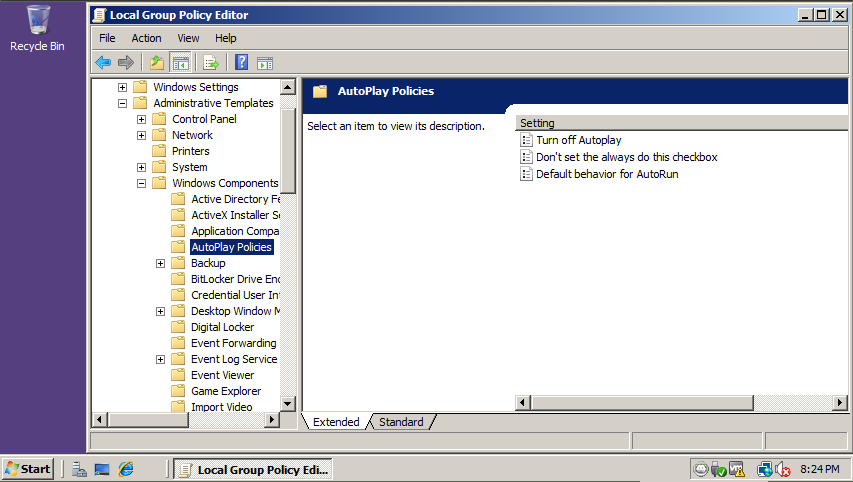 Recycle Bin
Local Group Policy Editor
File Action View Help
Windows Settings
Administrative Templates
Control Panel
Network
Printers
System
Windows Components
Active Directory Fe
ActiveX Installer Se
Application Compa
AutoPlay Policies
Backup
BitLocker Drive Enc
Credential User Int
Desktop Window M
Digital Locker
Event Forwarding
Event Log Service
Event Viewer
Game Explorer
Import Video
AutoPlay Policies
Select an item to view its description.
Setting
Turn off Autoplay
Don't set the always do this checkbox
Default behavior for AutoRun
Extended Standard
Start
Local Group Policy Edi...
8:24 PM